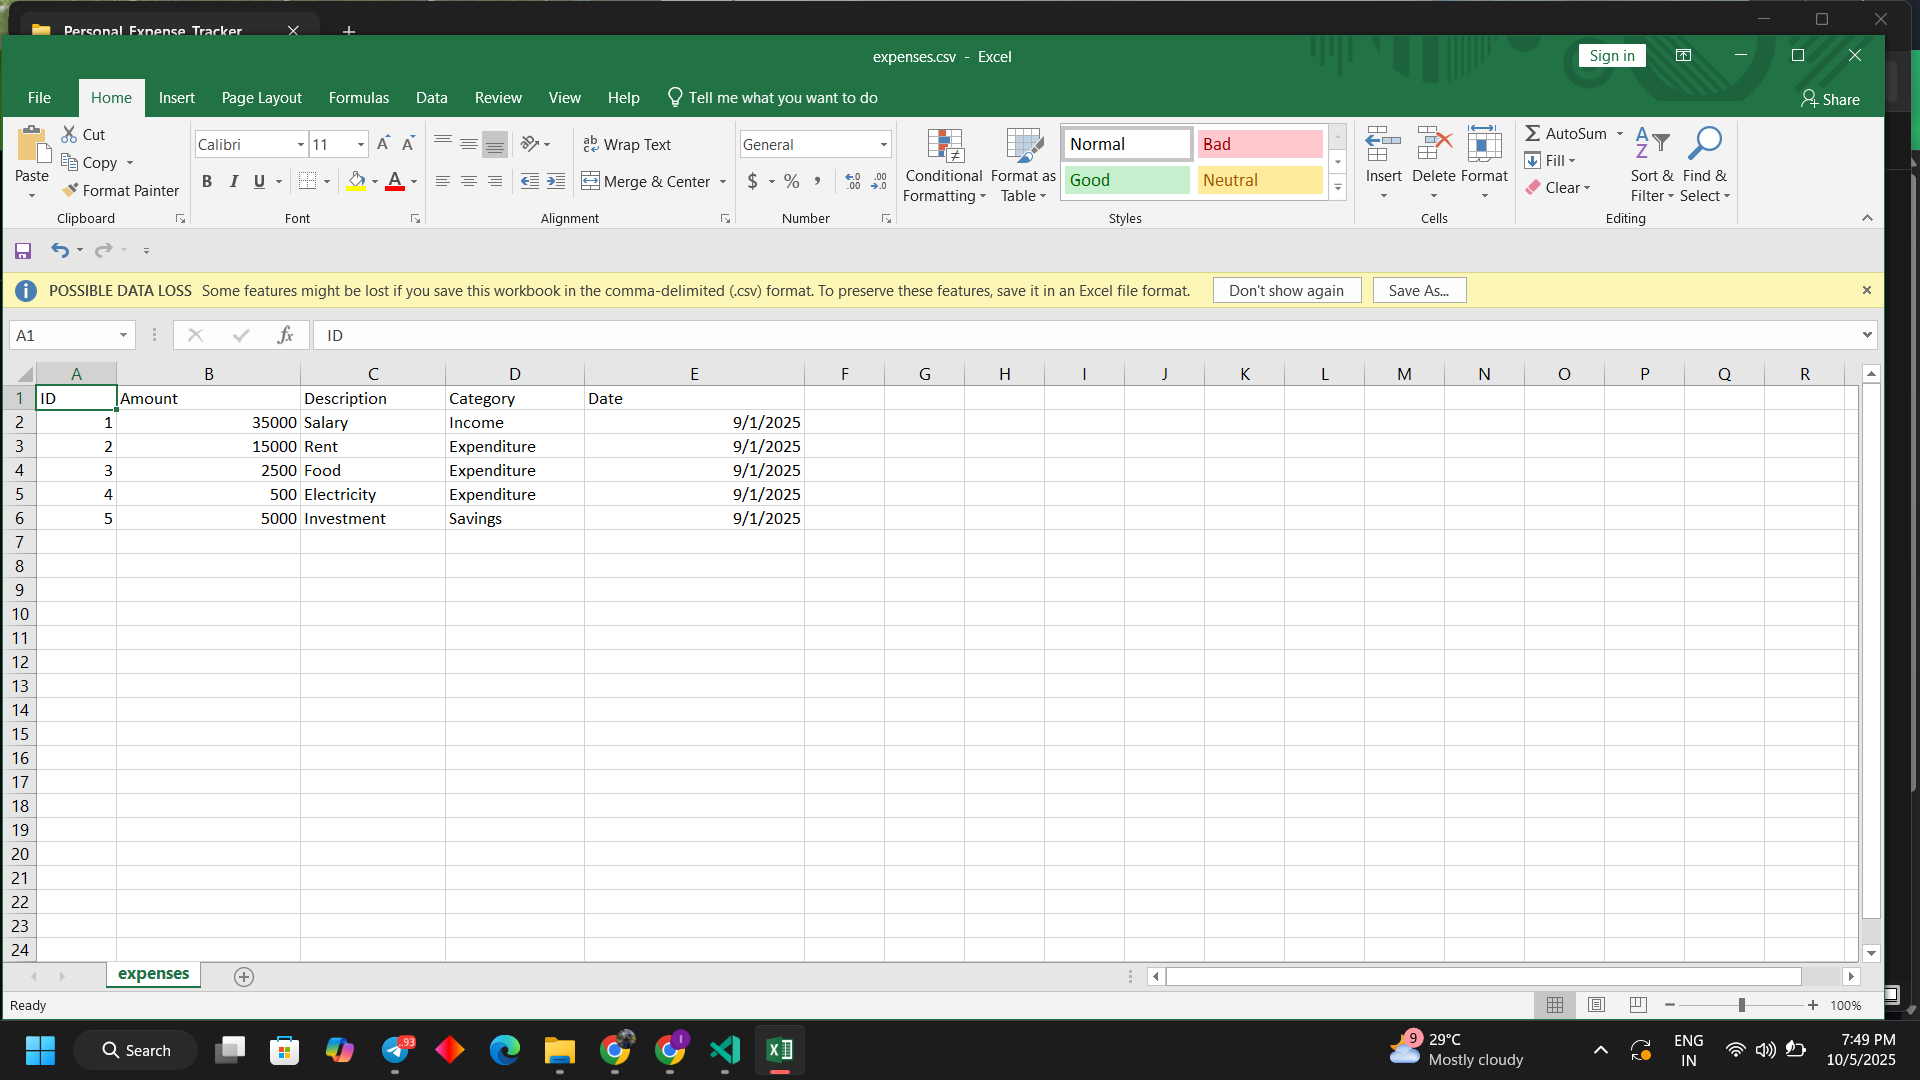 Personal Expense Tracker
expenses.csv - Excel
Sign in
File Home Insert Page Layout Formulas Data Review View Help Tell me what you want to do Share
Paste Cut Copy Format Painter Clipboard
Calibri 11 B I U Font
ab Wrap Text Merge & Center Alignment
General $ % , Number
Conditional Formatting Format as Table Normal Bad Good Neutral Styles
Insert Delete Format Cells
AutoSum Fill Clear Sort & Filter Find & Select Editing
POSSIBLE DATA LOSS Some features might be lost if you save this workbook in the comma-delimited (.csv) format. To preserve these features, save it in an Excel file format. Don't show again Save As...
A1 fx ID
A B C D E F G H I J K L M N O P Q R
1 ID Amount Description Category Date
2 1 35000 Salary Income 9/1/2025
3 2 15000 Rent Expenditure 9/1/2025
4 3 2500 Food Expenditure 9/1/2025
5 4 500 Electricity Expenditure 9/1/2025
6 5 5000 Investment Savings 9/1/2025
7
8
9
10
11
12
13
14
15
16
17
18
19
20
21
22
23
24
expenses
Ready 100%
Search 93 9 29°C ENG 7:49 PM
Mostly cloudy IN 10/5/2025